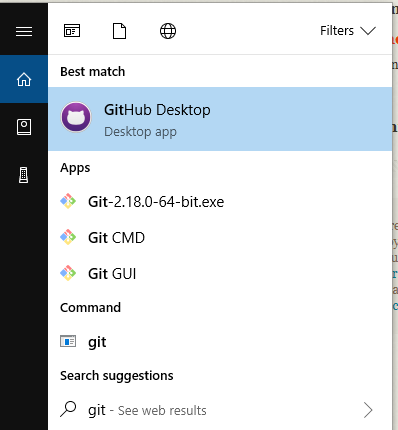 Filters
Best match
GitHub Desktop
Desktop app
Apps
Git-2.18.0-64-bit.exe
Git CMD
Git GUI
Command
git
Search suggestions
git - See web results